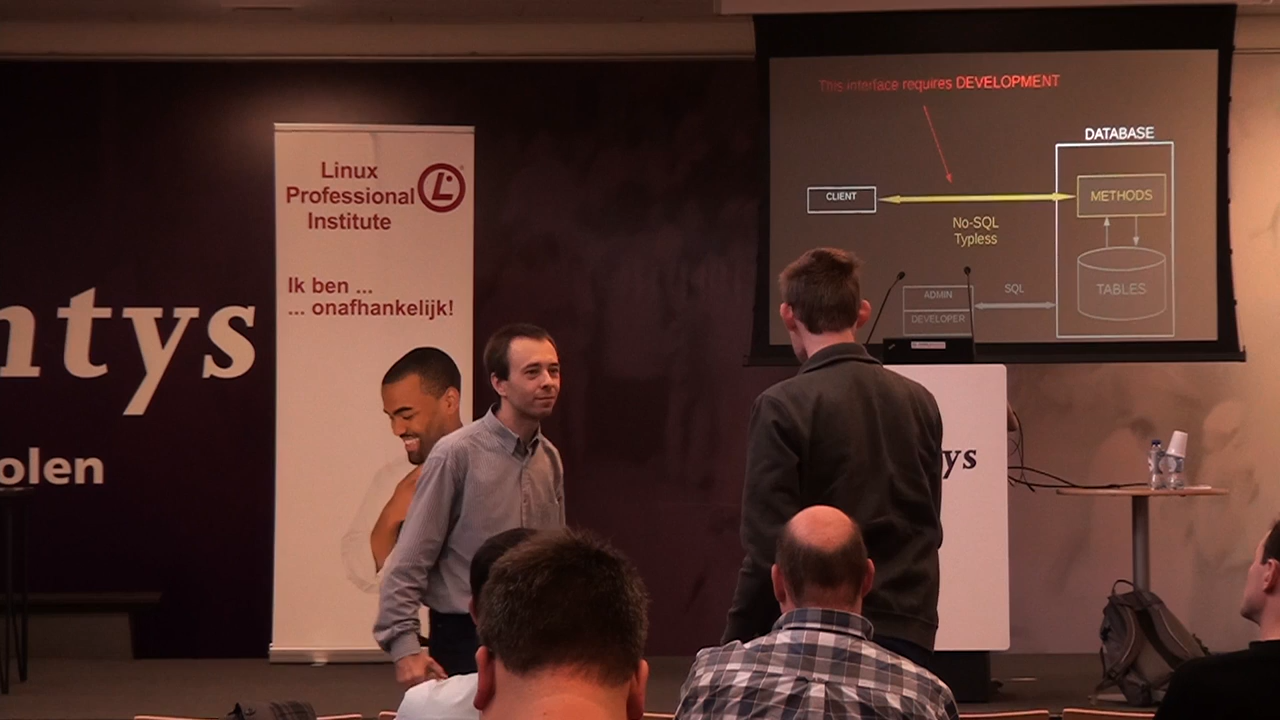 ntys
olen
Linux
Professional
Institute
Ik ben ...
... onafhankelijk!
This interface requires DEVELOPMENT
DATABASE
CLIENT
METHODS
No-SQL
Typless
ADMIN
SQL
TABLES
DEVELOPER
ys